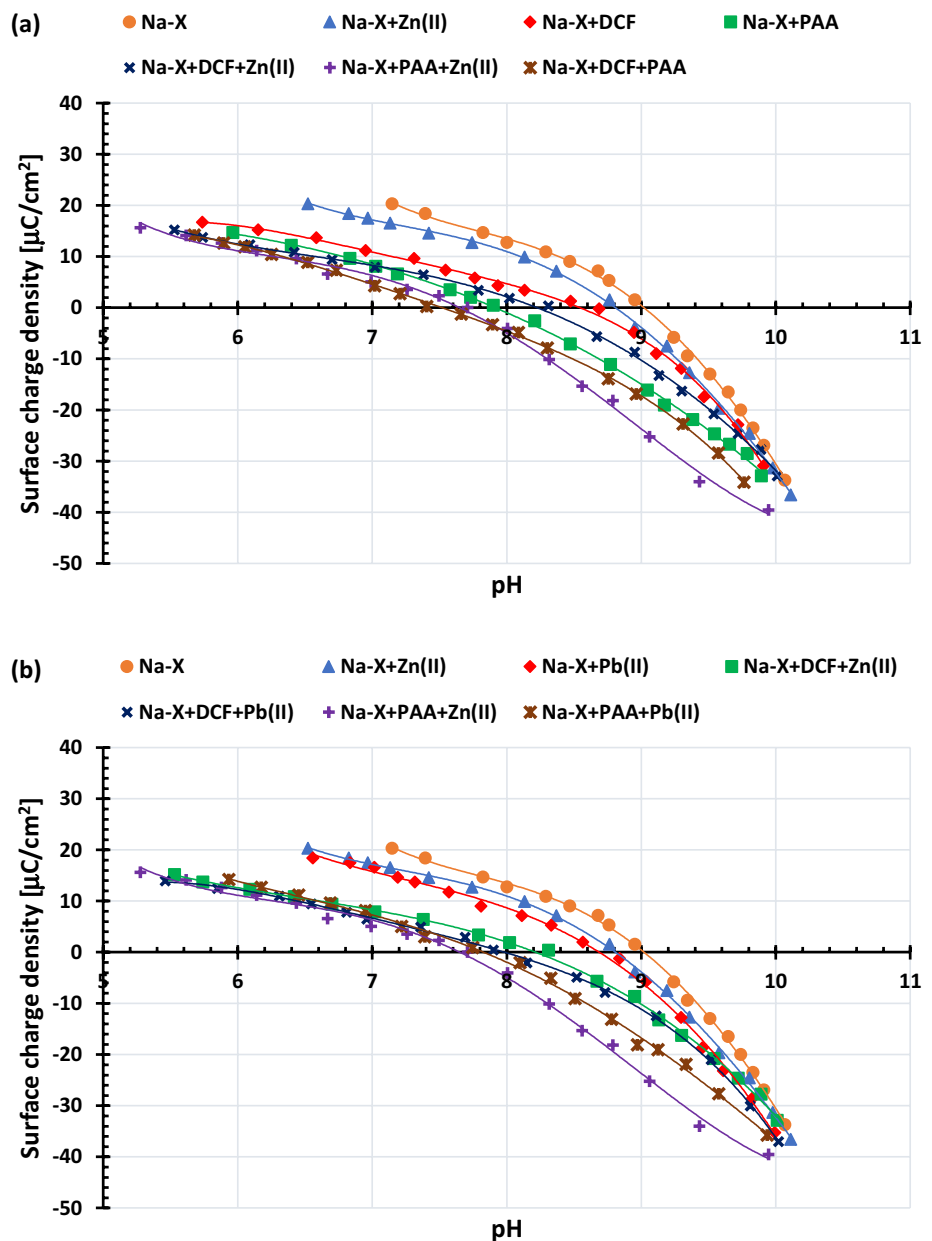 (a)
Na-X Na-X+Zn(II) Na-X+DCF Na-X+PAA
Na-X+DCF+Zn(II) Na-X+PAA+Zn(II) Na-X+DCF+PAA
40
30
20
10
0
-10
-20
-30
-40
-50
5 6 7 8 9 10 11
Surface charge density [µC/cm²]
pH
(b)
Na-X Na-X+Zn(II) Na-X+Pb(II) Na-X+DCF+Zn(II)
Na-X+DCF+Pb(II) Na-X+PAA+Zn(II) Na-X+PAA+Pb(II)
40
30
20
10
0
-10
-20
-30
-40
-50
5 6 7 8 9 10 11
Surface charge density [µC/cm²]
pH